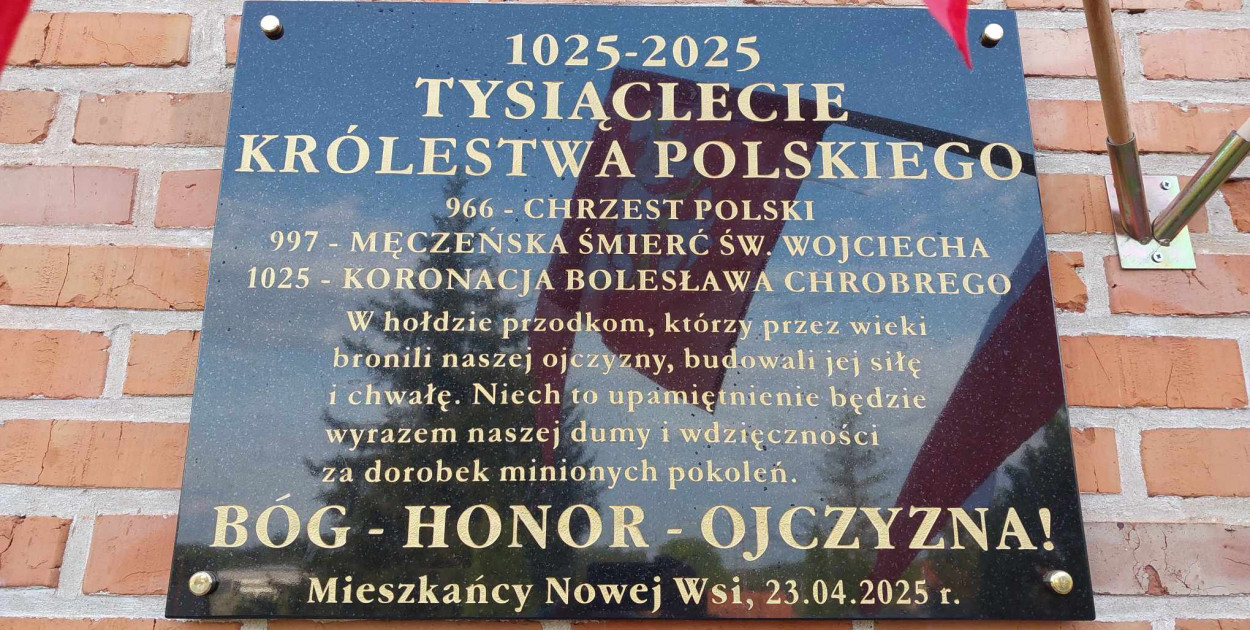 1025-2025
TYSIĄCLECIE
KRÓLESTWA POLSKIEGO
966 - CHRZEST POLSKI
997 - MĘCZEŃSKA ŚMIERĆ ŚW. WOJCIECHA
1025 - KORONACJA BOLESŁAWA CHROBREGO
W hołdzie przodkom, którzy przez wieki
bronili naszej ojczyzny, budowali jej siłę
i chwałę. Niech to upamiętnienie będzie
wyrazem naszej dumy i wdzięczności
za dorobek minionych pokoleń.
BÓG - HONOR - OJCZYZNA!
Mieszkańcy Nowej Wsi, 23.04.2025 r.